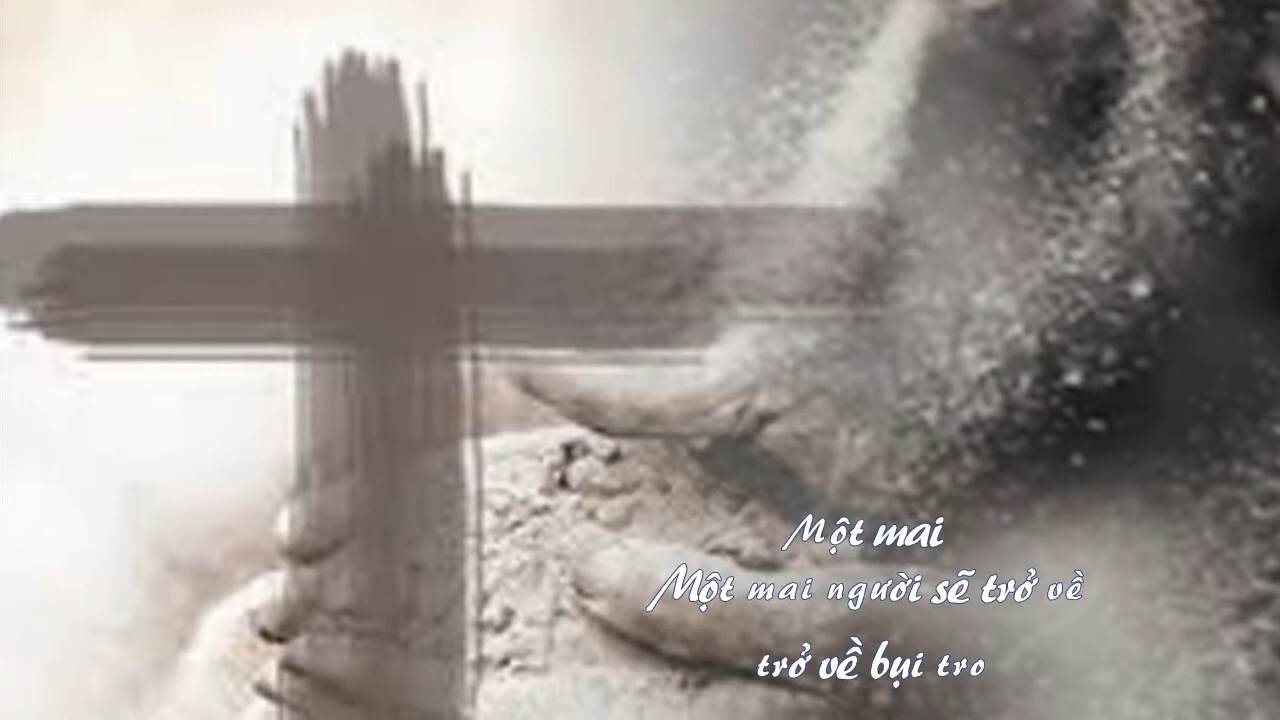 Một mai
Một mai người sẽ trở về
trở về bụi tro